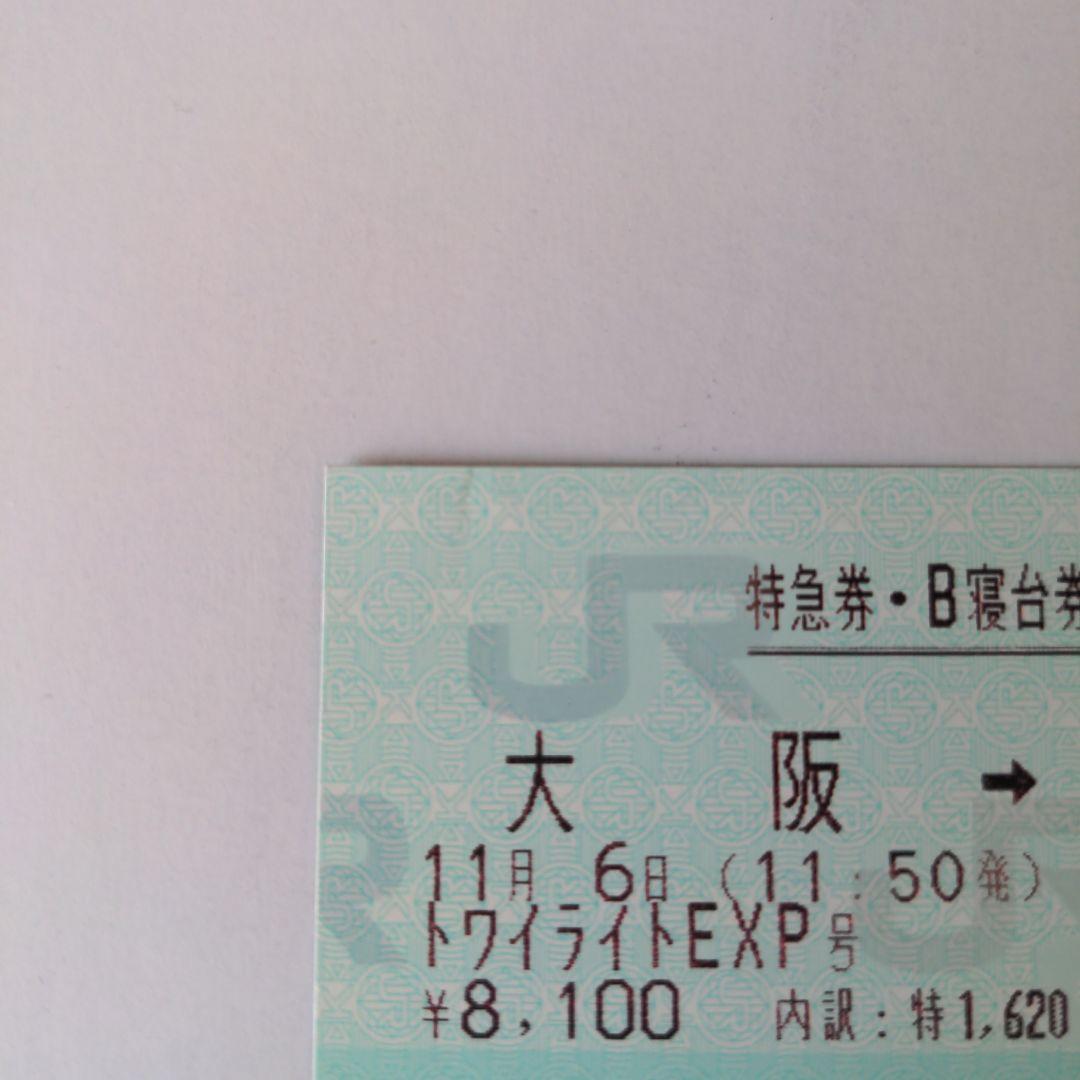 特急券・B寝台券
大阪→
11月 6日 (11:50発)
トワイライトEXP号
¥8,100 内訳:特1,620